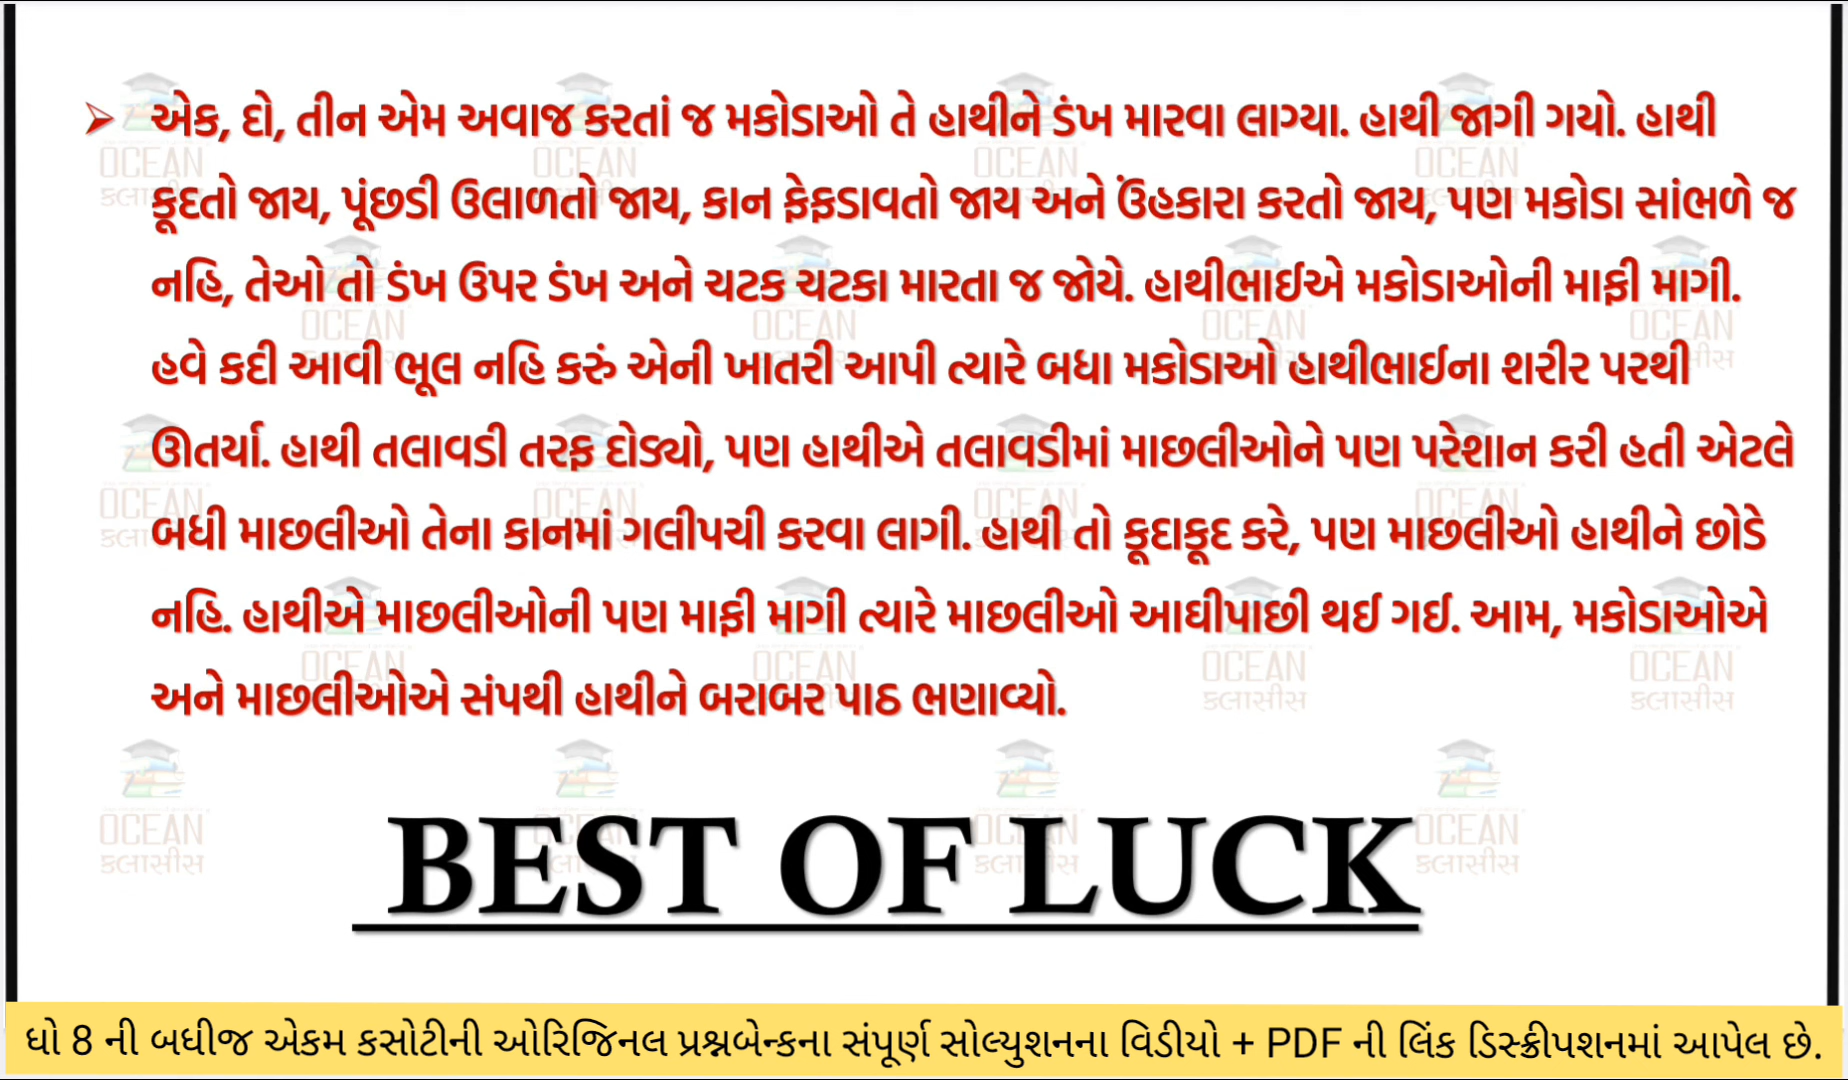 ➢ એક, દો, તીન એમ અવાજ કરતાં જ મકોડાઓ તે હાથીને ડંખ મારવા લાગ્યા. હાથી જાગી ગયો. હાથી
કૂદતો જાય, પૂંછડી ઉલાળતો જાય, કાન ફેફડાવતો જાય અને ઉંહકારા કરતો જાય, પણ મકોડા સાંભળે જ
નહિ, તેઓ તો ડંખ ઉપર ડંખ અને ચટક ચટકા મારતા જ જોયે. હાથીભાઈએ મકોડાઓની માફી માગી.
હવે કદી આવી ભૂલ નહિ કરું એની ખાતરી આપી ત્યારે બધા મકોડાઓ હાથીભાઈના શરીર પરથી
ઊતર્યા. હાથી તલાવડી તરફ દોડ્યો, પણ હાથીએ તલાવડીમાં માછલીઓને પણ પરેશાન કરી હતી એટલે
બધી માછલીઓ તેના કાનમાં ગલીપચી કરવા લાગી. હાથી તો કૂદાકૂદ કરે, પણ માછલીઓ હાથીને છોડે
નહિ. હાથીએ માછલીઓની પણ માફી માગી ત્યારે માછલીઓ આઘીપાછી થઈ ગઈ. આમ, મકોડાઓએ
અને માછલીઓએ સંપથી હાથીને બરાબર પાઠ ભણાવ્યો.
OCEAN
ક્લાસીસ
BEST OF LUCK
ધો 8 ની બધીજ એકમ કસોટીની ઓરિજિનલ પ્રશ્નબેન્કના સંપૂર્ણ સોલ્યુશનના વિડીયો + PDF ની લિંક ડિસ્ક્રીપશનમાં આપેલ છે.